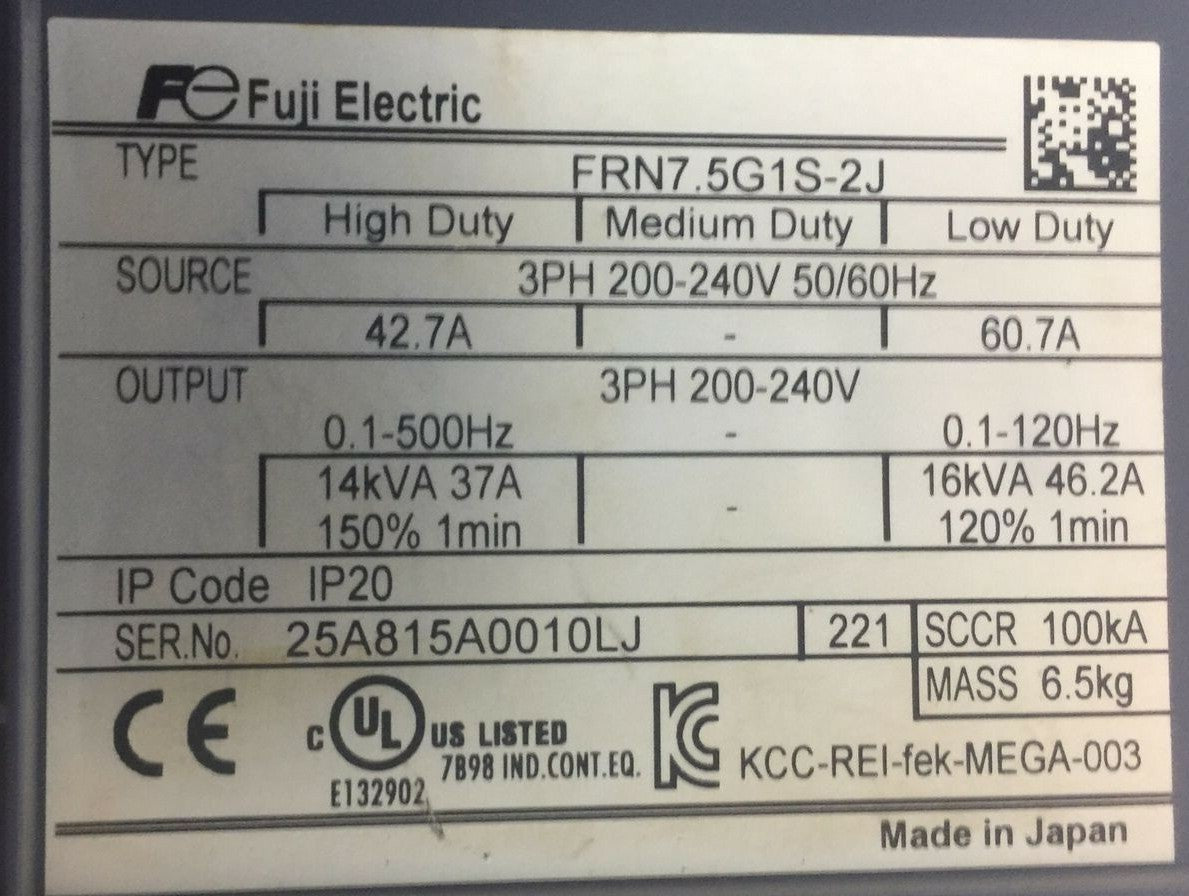 Fe Fuji Electric
TYPE FRN7.5G1S-2J
High Duty Medium Duty Low Duty
SOURCE 3PH 200-240V 50/60Hz
42.7A - 60.7A
OUTPUT 3PH 200-240V
0.1-500Hz - 0.1-120Hz
14kVA 37A - 16kVA 46.2A
150% 1min 120% 1min
IP Code IP20
SER.No. 25A815A0010LJ 221 SCCR 100kA
MASS 6.5kg
CE C UL US LISTED
7B98 IND.CONT.EQ. KC KCC-REI-fek-MEGA-003
E132902
Made in Japan